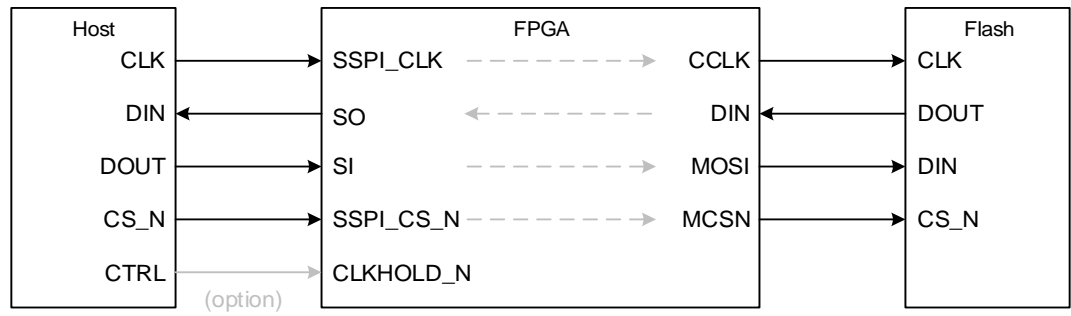 Host FPGA Flash
CLK SSPI_CLK CCLK CLK
DIN SO DIN DOUT
DOUT SI MOSI DIN
CS_N SSPI_CS_N MCSN CS_N
CTRL CLKHOLD_N
(option)